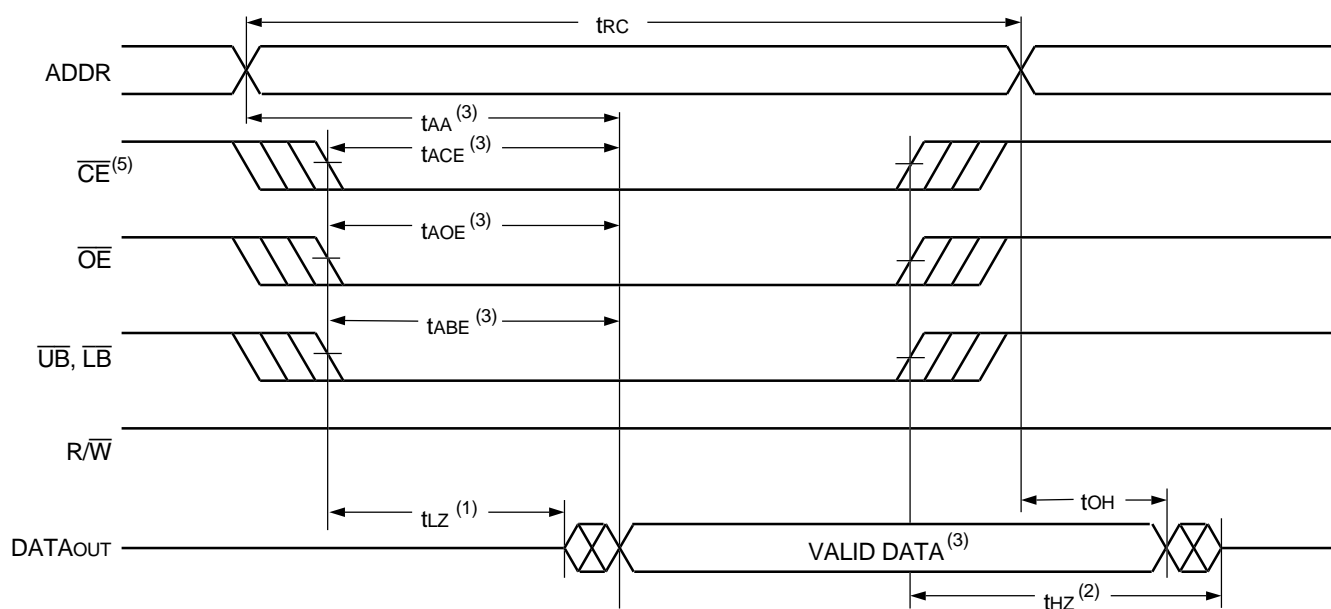 tRC
ADDR
tAA (3)
tACE (3)
CE (5)
tAOE (3)
OE
tABE (3)
UB, LB
R/W
tOH
tLZ (1)
DATAOUT
VALID DATA (3)
tHZ (2)